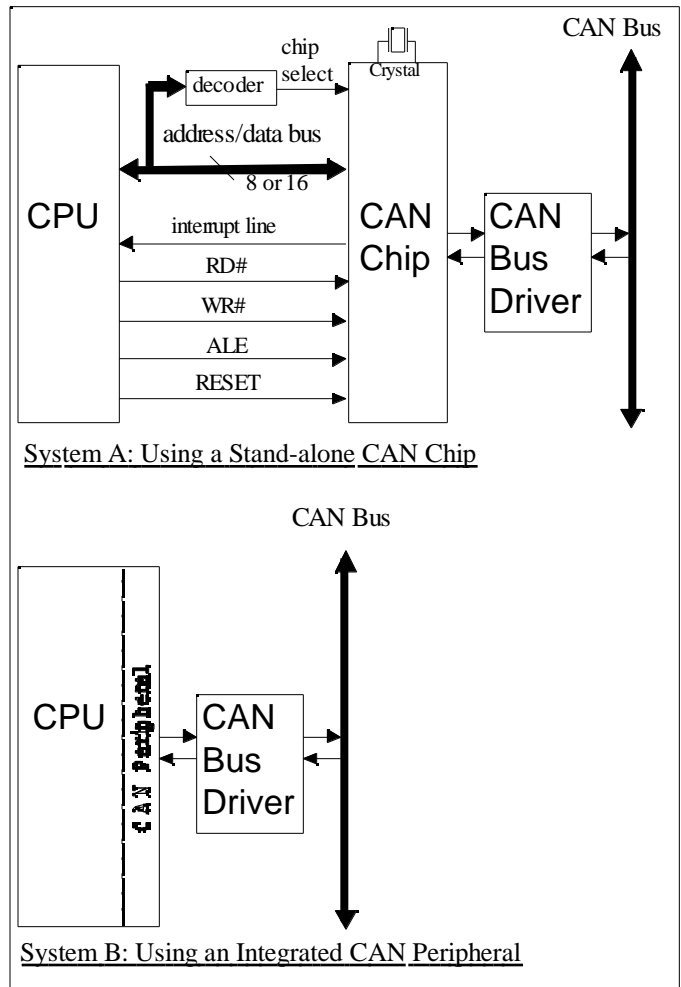 CAN Bus
chip
select
Crystal
decoder
address/data bus
8 or 16
CPU
CAN
Chip
CAN
Bus
Driver
interrupt line
RD#
WR#
ALE
RESET
System A: Using a Stand-alone CAN Chip
CAN Bus
CPU
CAN Peripheral
CAN
Bus
Driver
System B: Using an Integrated CAN Peripheral